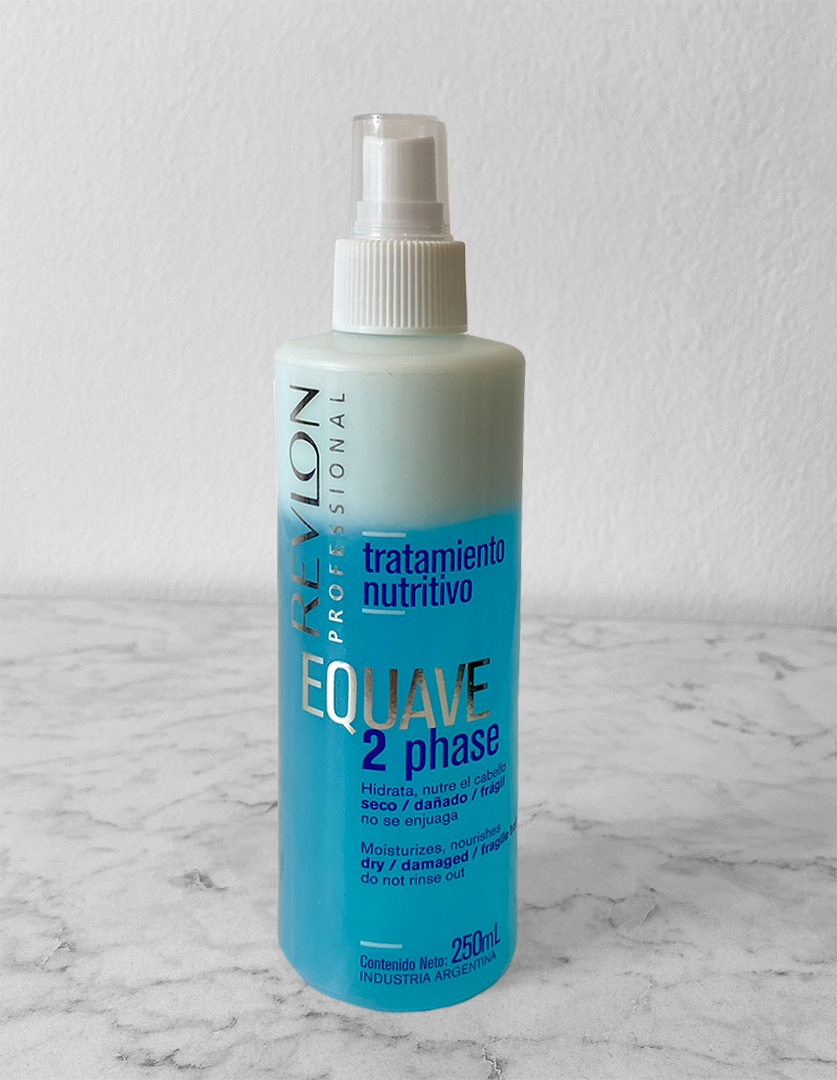 REVLON
PROFESSIONAL
tratamiento
nutritivo
EQUAVE
2 phase
Hidrata, nutre el cabello
seco / dañado / frágil
no se enjuaga
Moisturizes, nourishes
dry / damaged / fragile
do not rinse out
Contenido Neto: 250mL
INDUSTRIA ARGENTINA